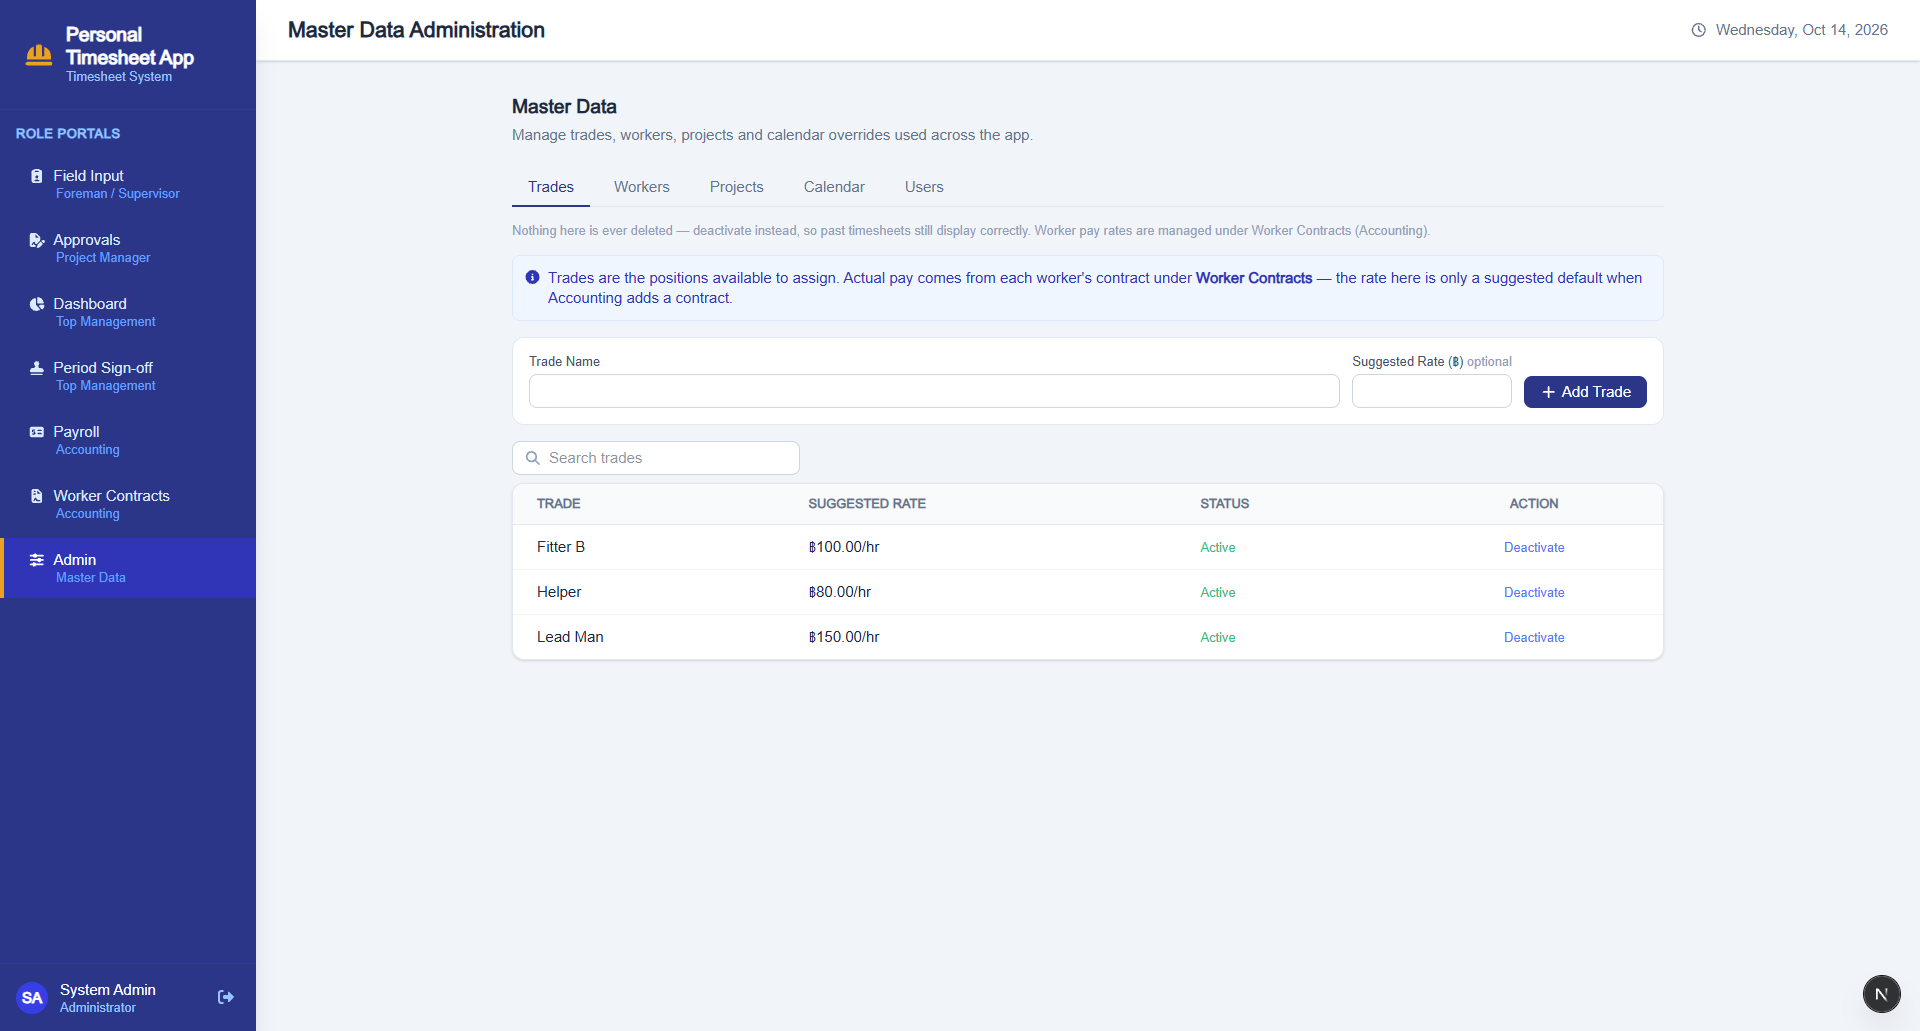 Personal
Timesheet App
Timesheet System
ROLE PORTALS
Field Input
Foreman / Supervisor
Approvals
Project Manager
Dashboard
Top Management
Period Sign-off
Top Management
Payroll
Accounting
Worker Contracts
Accounting
Admin
Master Data
SA
System Admin
Administrator
Master Data Administration
Wednesday, Oct 14, 2026
Master Data
Manage trades, workers, projects and calendar overrides used across the app.
Trades Workers Projects Calendar Users
Nothing here is ever deleted — deactivate instead, so past timesheets still display correctly. Worker pay rates are managed under Worker Contracts (Accounting).
Trades are the positions available to assign. Actual pay comes from each worker's contract under Worker Contracts — the rate here is only a suggested default when
Accounting adds a contract.
Trade Name Suggested Rate (฿) optional
Add Trade
Search trades
TRADE SUGGESTED RATE STATUS ACTION
Fitter B ฿100.00/hr Active Deactivate
Helper ฿80.00/hr Active Deactivate
Lead Man ฿150.00/hr Active Deactivate
N